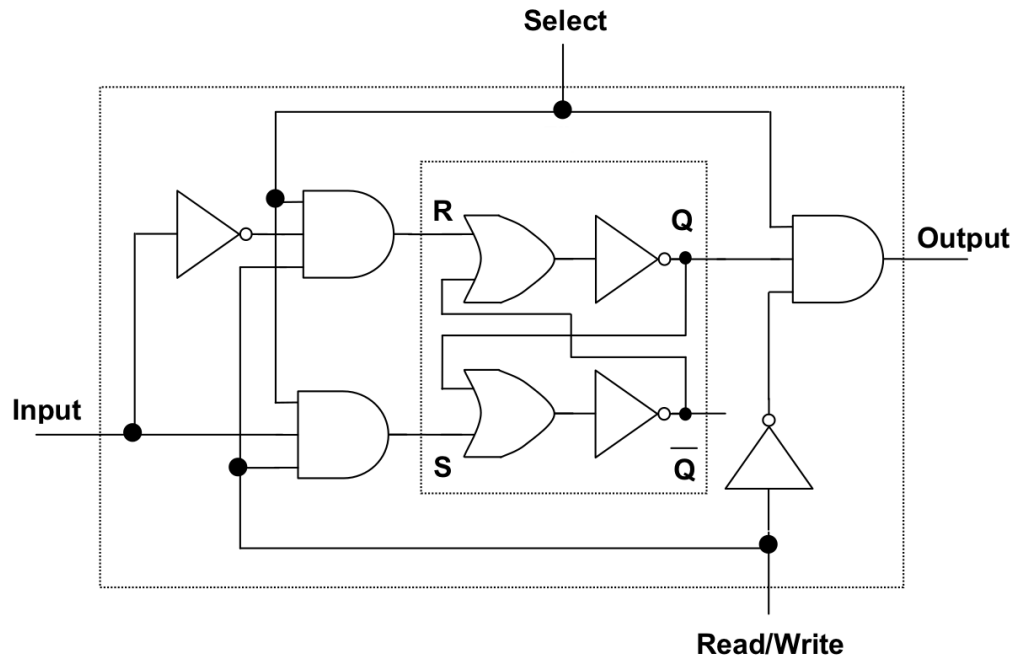 Select
R
Q
Output
Input
S
Q̅
Read/Write